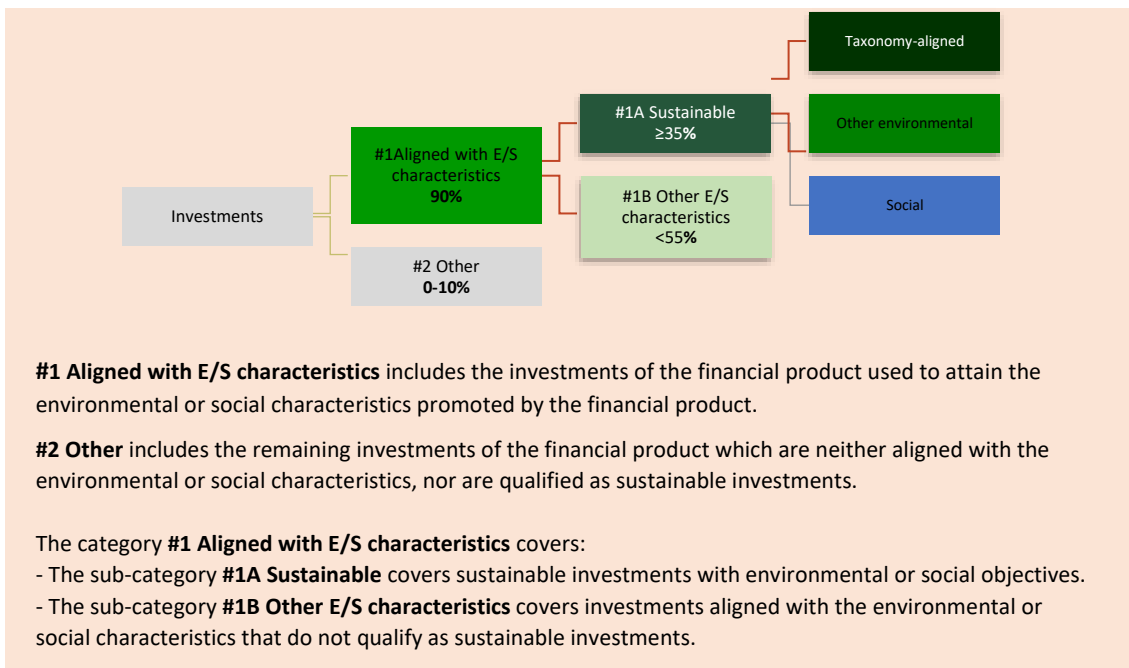 Taxonomy-aligned
#1A Sustainable
≥35%
Other environmental
#1Aligned with E/S
characteristics
90%
#1B Other E/S
characteristics
<55%
Social
Investments
#2 Other
0-10%
#1 Aligned with E/S characteristics includes the investments of the financial product used to attain the
environmental or social characteristics promoted by the financial product.
#2 Other includes the remaining investments of the financial product which are neither aligned with the
environmental or social characteristics, nor are qualified as sustainable investments.
The category #1 Aligned with E/S characteristics covers:
- The sub-category #1A Sustainable covers sustainable investments with environmental or social objectives.
- The sub-category #1B Other E/S characteristics covers investments aligned with the environmental or
social characteristics that do not qualify as sustainable investments.